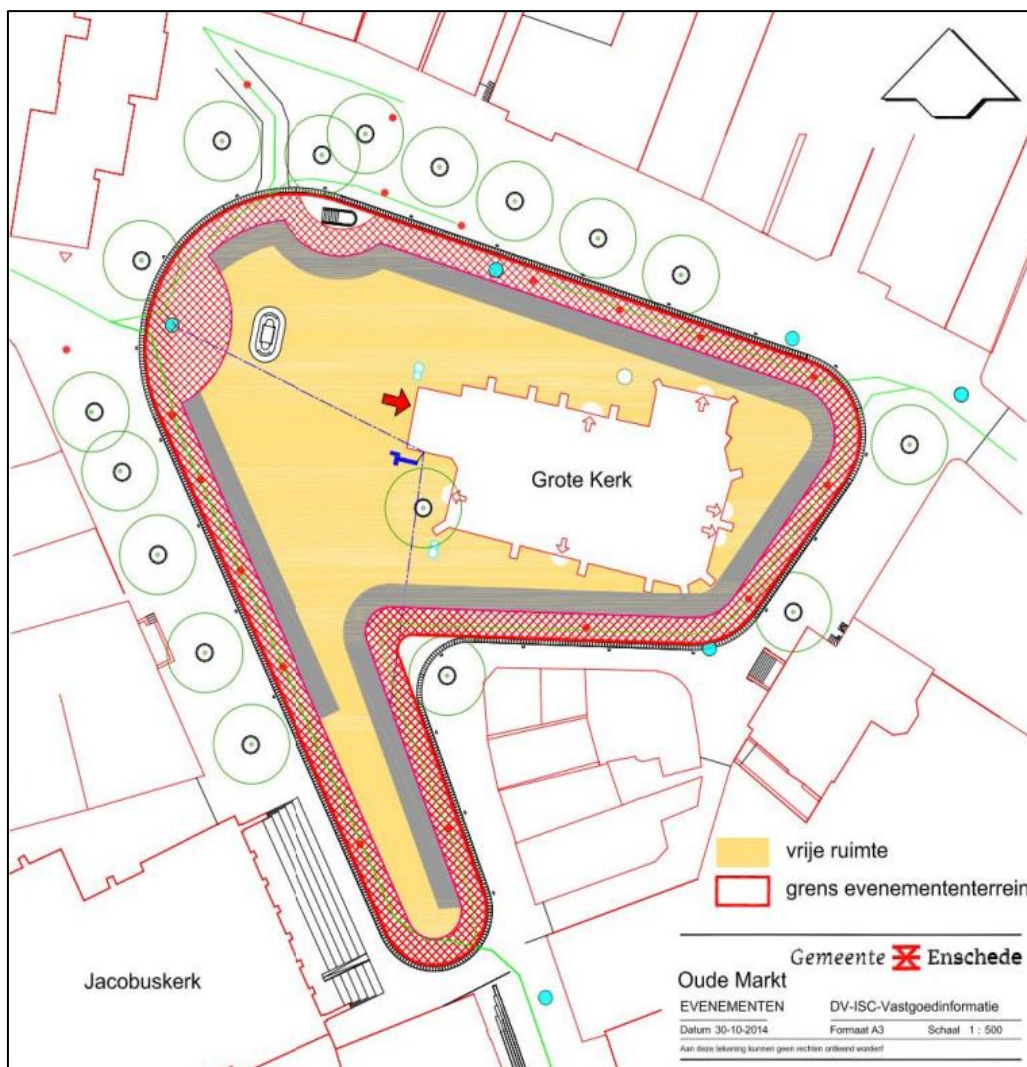 Grote Kerk
vrije ruimte
grens evenemententerrein
Gemeente Enschede
Oude Markt
Jacobuskerk
EVENEMENTEN DV-ISC-Vastgoedinformatie
Datum 30-10-2014 Formaat A3 Schaal 1 : 500
Aan deze tekening kunnen geen rechten ontleend worden!